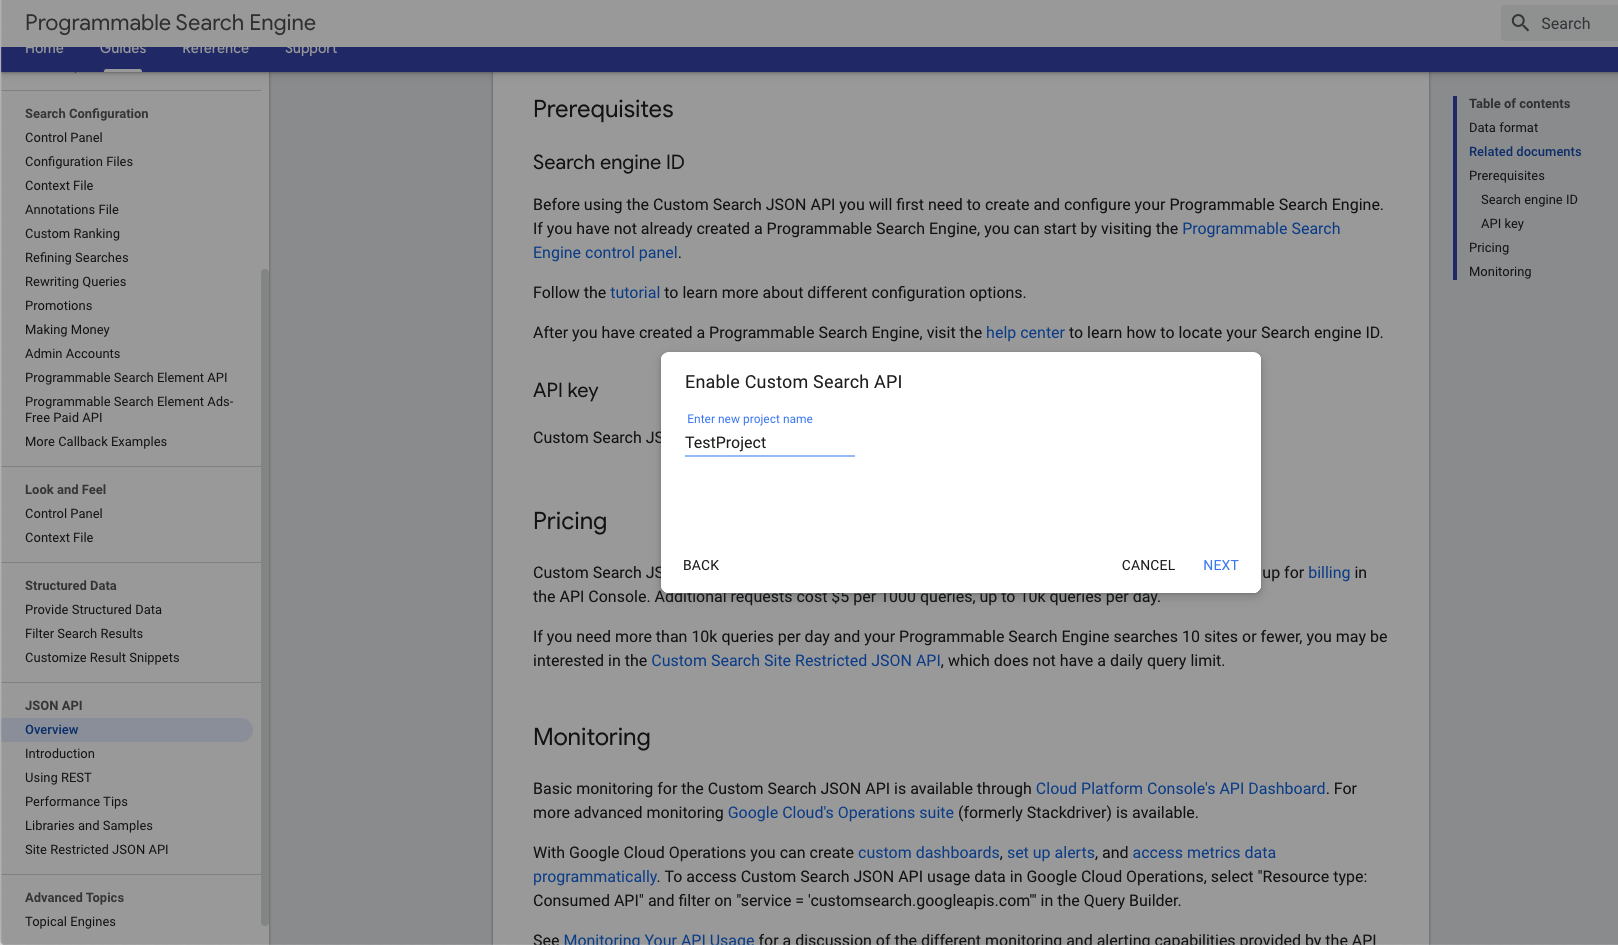 Programmable Search Engine
Search
Home Guides Reference Support
Search Configuration
Control Panel
Configuration Files
Context File
Annotations File
Custom Ranking
Refining Searches
Rewriting Queries
Promotions
Making Money
Admin Accounts
Programmable Search Element API
Programmable Search Element Ads-
Free Paid API
More Callback Examples
Look and Feel
Control Panel
Context File
Structured Data
Provide Structured Data
Filter Search Results
Customize Result Snippets
JSON API
Overview
Introduction
Using REST
Performance Tips
Libraries and Samples
Site Restricted JSON API
Advanced Topics
Topical Engines
Prerequisites
Search engine ID
Before using the Custom Search JSON API you will first need to create and configure your Programmable Search Engine.
If you have not already created a Programmable Search Engine, you can start by visiting the Programmable Search
Engine control panel.
Follow the tutorial to learn more about different configuration options.
After you have created a Programmable Search Engine, visit the help center to learn how to locate your Search engine ID.
API key
Custom Search JS
Enable Custom Search API
Enter new project name
TestProject
BACK CANCEL NEXT
Pricing
Custom Search JS up for billing in
the API Console. Additional requests cost $5 per 1000 queries, up to 10k queries per day.
If you need more than 10k queries per day and your Programmable Search Engine searches 10 sites or fewer, you may be
interested in the Custom Search Site Restricted JSON API, which does not have a daily query limit.
Monitoring
Basic monitoring for the Custom Search JSON API is available through Cloud Platform Console's API Dashboard. For
more advanced monitoring Google Cloud's Operations suite (formerly Stackdriver) is available.
With Google Cloud Operations you can create custom dashboards, set up alerts, and access metrics data
programmatically. To access Custom Search JSON API usage data in Google Cloud Operations, select "Resource type:
Consumed API" and filter on "service = 'customsearch.googleapis.com'" in the Query Builder.
See Monitoring Your API Usage for a discussion of the different monitoring and alerting capabilities provided by the API
Table of contents
Data format
Related documents
Prerequisites
Search engine ID
API key
Pricing
Monitoring